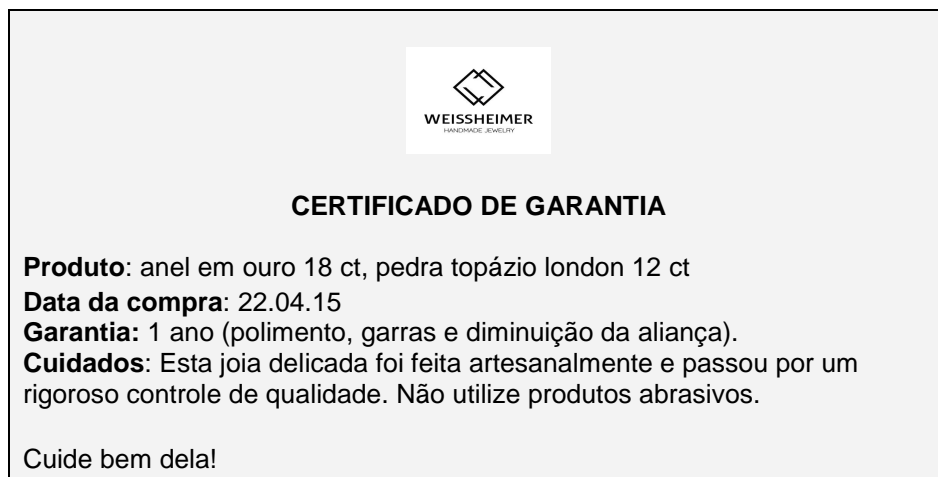 WEISSHEIMER
HANDMADE JEWELRY
CERTIFICADO DE GARANTIA
Produto: anel em ouro 18 ct, pedra topázio london 12 ct
Data da compra: 22.04.15
Garantia: 1 ano (polimento, garras e diminuição da aliança).
Cuidados: Esta joia delicada foi feita artesanalmente e passou por um
rigoroso controle de qualidade. Não utilize produtos abrasivos.
Cuide bem dela!